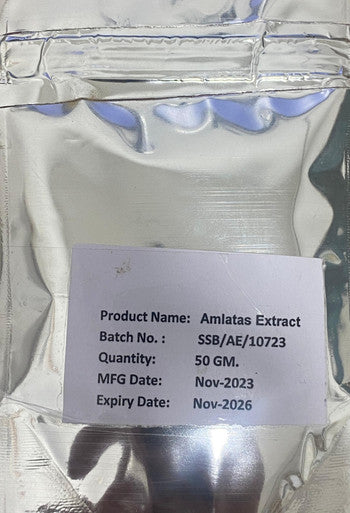 Product Name: Amlatas Extract
Batch No. : SSB/AE/10723
Quantity: 50 GM.
MFG Date: Nov-2023
Expiry Date: Nov-2026